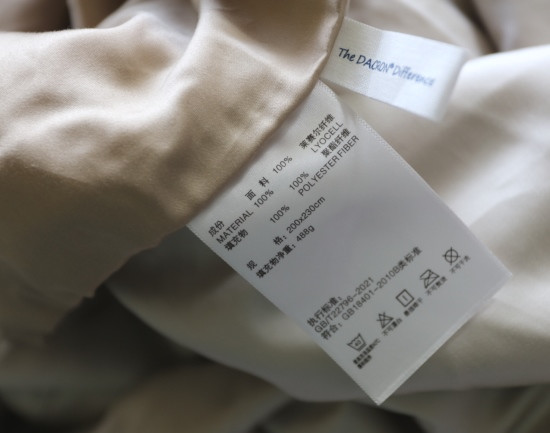 The DACRON® Difference
成份
面 料 100% 莱赛尔纤维
MATERIAL 100% LYOCELL
填充物 100% 聚酯纤维
100% POLYESTER FIBER
规 格: 200x230cm
填充物净重: 488g
执行标准:
GB/T22796-2021
符合: GB18401-2010B类标准